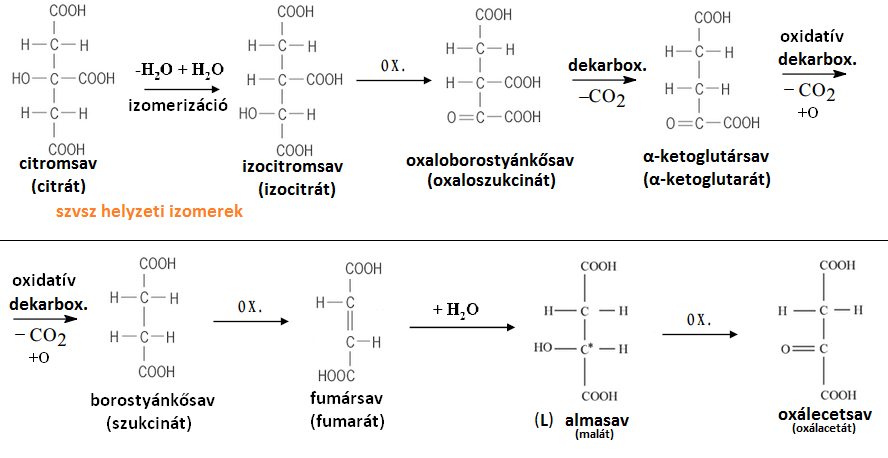 COOH
H—C—H
HO—C—COOH
H—C—H
COOH
citromsav
(citrát)
-H₂O + H₂O
izomerizáció
COOH
H—C—H
H—C—COOH
HO—C—H
COOH
izocitromsav
(izocitrát)
szvsz helyzeti izomerek
OX.
COOH
H—C—H
H—C—COOH
O=C—COOH
oxaloborostyánkősav
(oxaloszukcinát)
dekarbox.
–CO₂
COOH
C
H—C—H
H—C—H
O=C—COOH
α-ketoglutársav
(α-ketoglutarát)
oxidatív
dekarbox.
– CO₂
+O
oxidatív
dekarbox.
– CO₂
+O
COOH
H—C—H
H—C—H
COOH
borostyánkősav
(szukcinát)
OX.
COOH
H—C
C—H
HOOC
fumársav
(fumarát)
+ H₂O
COOH
H—C—H
HO—C*—H
COOH
(L) almasav
(malát)
OX.
COOH
H—C—H
O=C
COOH
oxálecetsav
(oxálacetát)